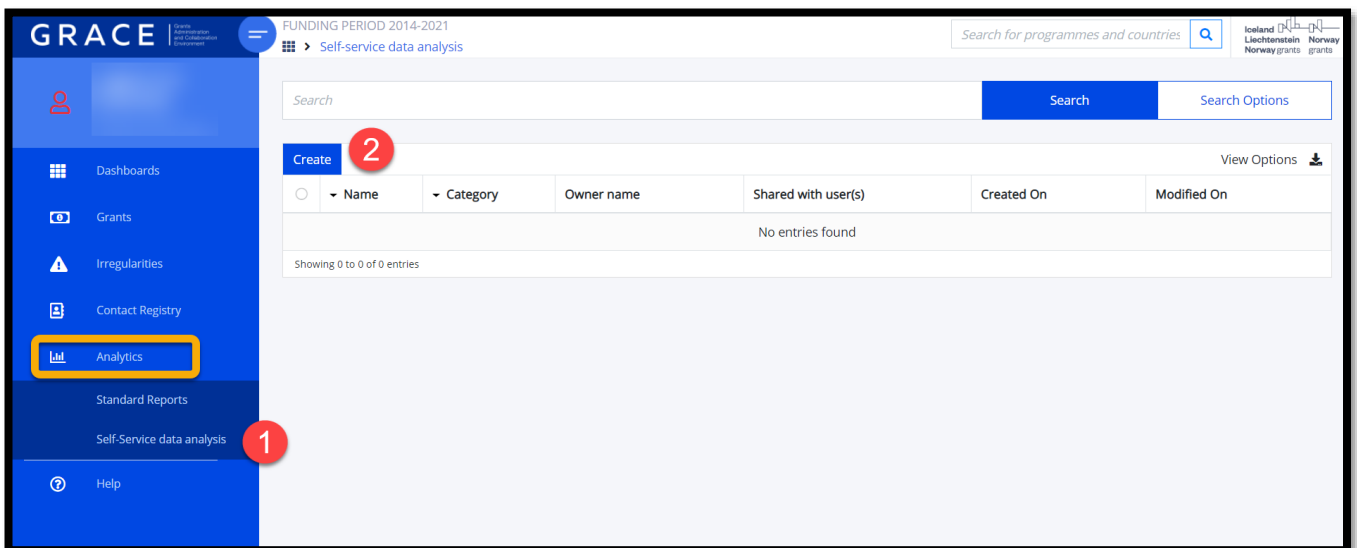 GRACE Grants Administration and Collaboration Environment
FUNDING PERIOD 2014-2021
Self-service data analysis
Search for programmes and countries
Iceland
Liechtenstein Norway
Norway grants grants
Search
Search
Search Options
Create
2
View Options
Name
Category
Owner name
Shared with user(s)
Created On
Modified On
No entries found
Showing 0 to 0 of 0 entries
Dashboards
Grants
Irregularities
Contact Registry
Analytics
Standard Reports
Self-Service data analysis
1
Help